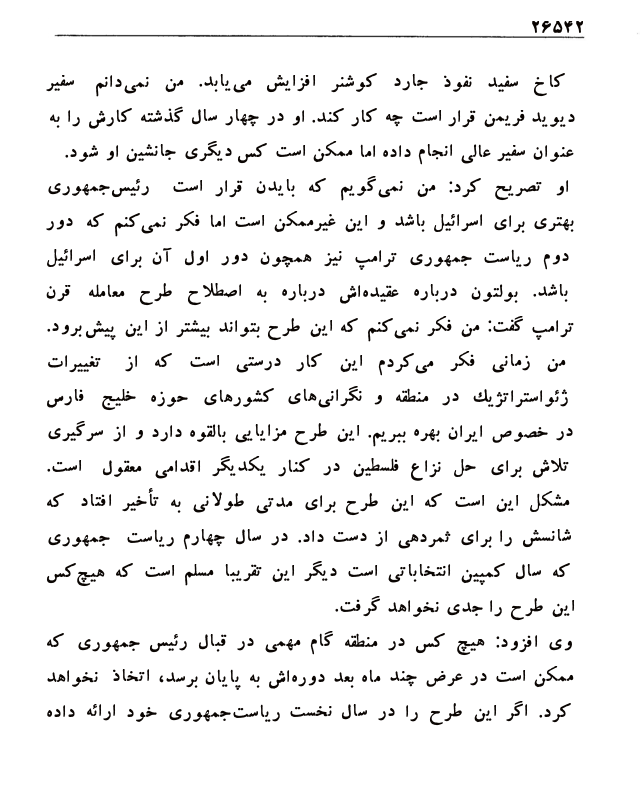 ۲۶۵۴۲
کاخ سفید نفوذ جارد کوشنر افزایش می‌یابد. من نمی‌دانم سفیر
دیوید فریمن قرار است چه کار کند. او در چهار سال گذشته کارش را به
عنوان سفیر عالی انجام داده اما ممکن است کس دیگری جانشین او شود.
او تصریح کرد: من نمی‌گویم که بایدن قرار است رئیس‌جمهوری
بهتری برای اسرائیل باشد و این غیرممکن است اما فکر نمی‌کنم که دور
دوم ریاست جمهوری ترامپ نیز همچون دور اول آن برای اسرائیل
باشد. بولتون درباره عقیده‌اش درباره به اصطلاح طرح معامله قرن
ترامپ گفت: من فکر نمی‌کنم که این طرح بتواند بیشتر از این پیش‌برود.
من زمانی فکر می‌کردم این کار درستی است که از تغییرات
ژئواستراتژیك در منطقه و نگرانی‌های کشورهای حوزه خلیج فارس
در خصوص ایران بهره ببریم. این طرح مزایایی بالقوه دارد و از سرگیری
تلاش برای حل نزاع فلسطین در کنار یکدیگر اقدامی معقول است.
مشکل این است که این طرح برای مدتی طولانی به تأخیر افتاد که
شانسش را برای ثمردهی از دست داد. در سال چهارم ریاست جمهوری
که سال کمپین انتخاباتی است دیگر این تقریبا مسلم است که هیچ‌کس
این طرح را جدی نخواهد گرفت.
وی افزود: هیچ کس در منطقه گام مهمی در قبال رئیس جمهوری که
ممکن است در عرض چند ماه بعد دوره‌اش به پایان برسد، اتخاذ نخواهد
کرد. اگر این طرح را در سال نخست ریاست‌جمهوری خود ارائه داده